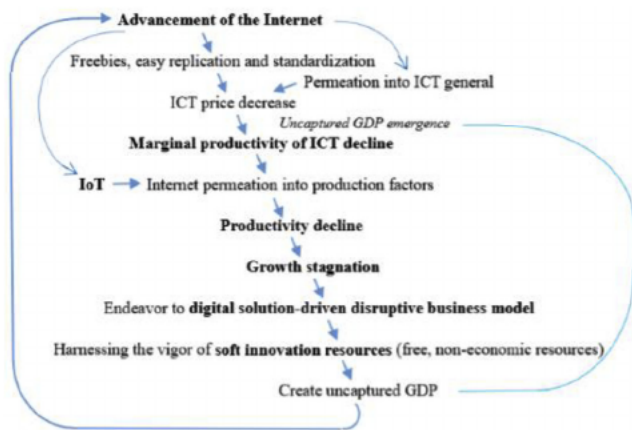 Advancement of the Internet
Freebies, easy replication and standardization
Permeation into ICT general
ICT price decrease
Uncaptured GDP emergence
Marginal productivity of ICT decline
IoT Internet permeation into production factors
Productivity decline
Growth stagnation
Endeavor to digital solution-driven disruptive business model
Harnessing the vigor of soft innovation resources (free, non-economic resources)
Create uncaptured GDP